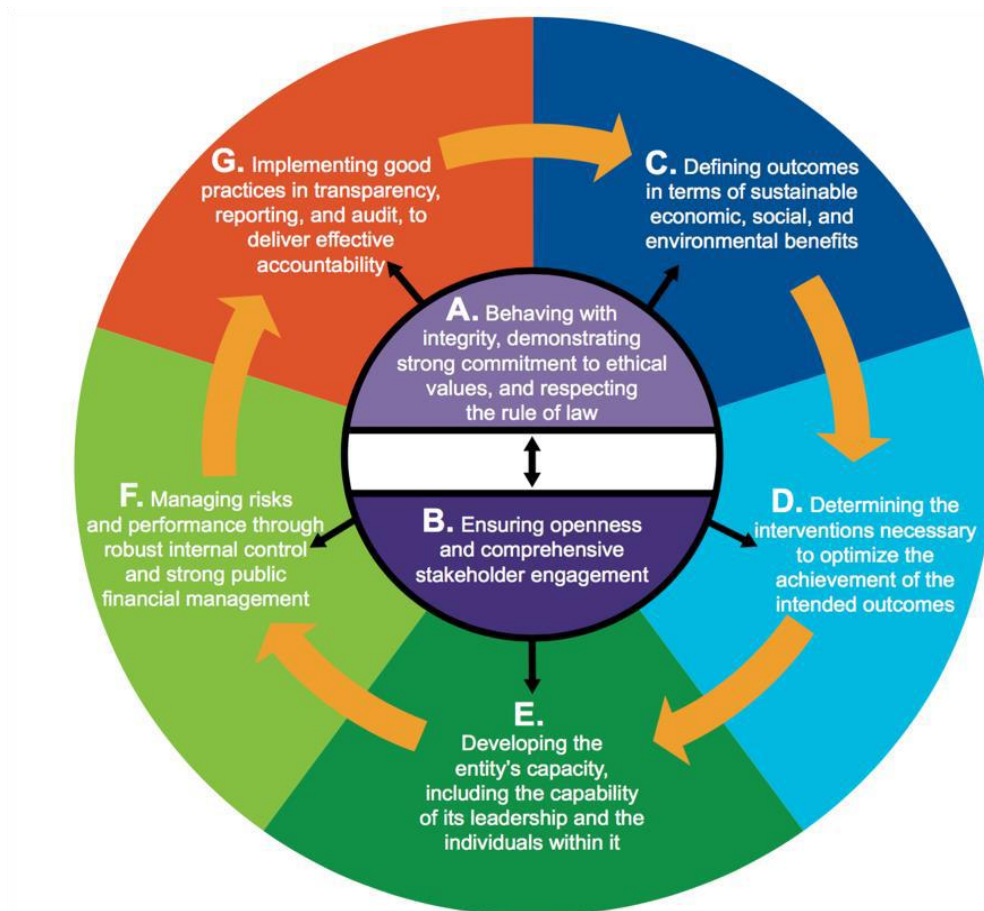 A. Behaving with
integrity, demonstrating
strong commitment to ethical
values, and respecting
the rule of law
B. Ensuring openness
and comprehensive
stakeholder engagement
C. Defining outcomes
in terms of sustainable
economic, social, and
environmental benefits
D. Determining the
interventions necessary
to optimize the
achievement of the
intended outcomes
E.
Developing the
entity’s capacity,
including the capability
of its leadership and the
individuals within it
F. Managing risks
and performance through
robust internal control
and strong public
financial management
G. Implementing good
practices in transparency,
reporting, and audit, to
deliver effective
accountability